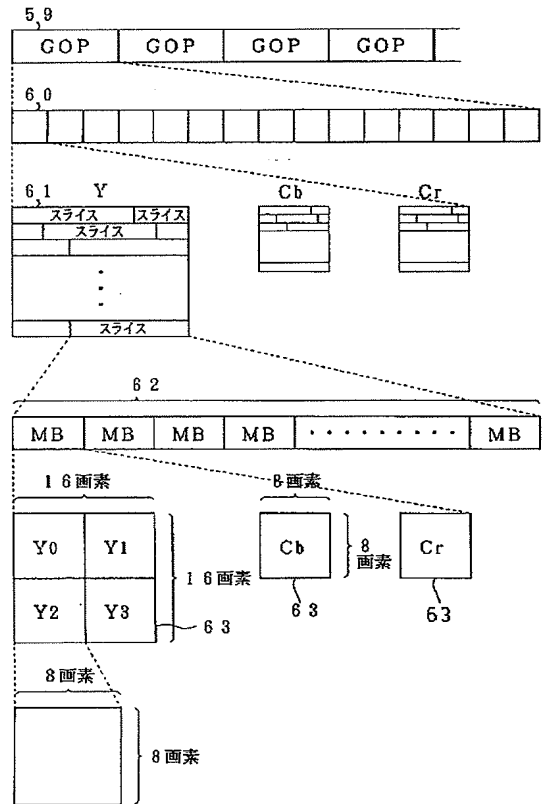 59
GOP GOP GOP GOP
60
61 Y Cb Cr
スライス スライス
スライス
スライス
62
MB MB MB MB ・・・・・・・・・ MB
16画素 8画素
Y0 Y1 Cb Cr
8画素
16画素
Y2 Y3
63 63 63
8画素
8画素